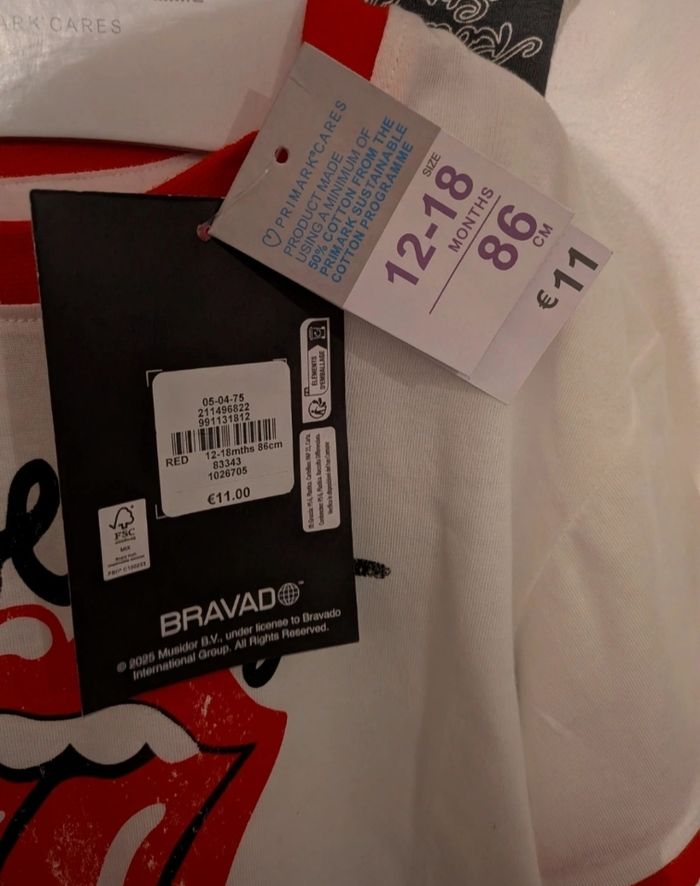 ARK CARES
PRIMARK® CARES
PRODUCT MADE
USING A MINIMUM OF
50% COTTON FROM THE
PRIMARK SUSTAINABLE
COTTON PROGRAMME
SIZE
12-18
MONTHS
86
CM
€11
05-04-75
211496822
991131812
12-18mths 86cm
RED
83343
1026705
€11.00
ÉLÉMENTS
D'EMBALLAGE
FSC
MIX
BRAVADO
© 2025 Musidor B.V., under license to Bravado
International Group. All Rights Reserved.